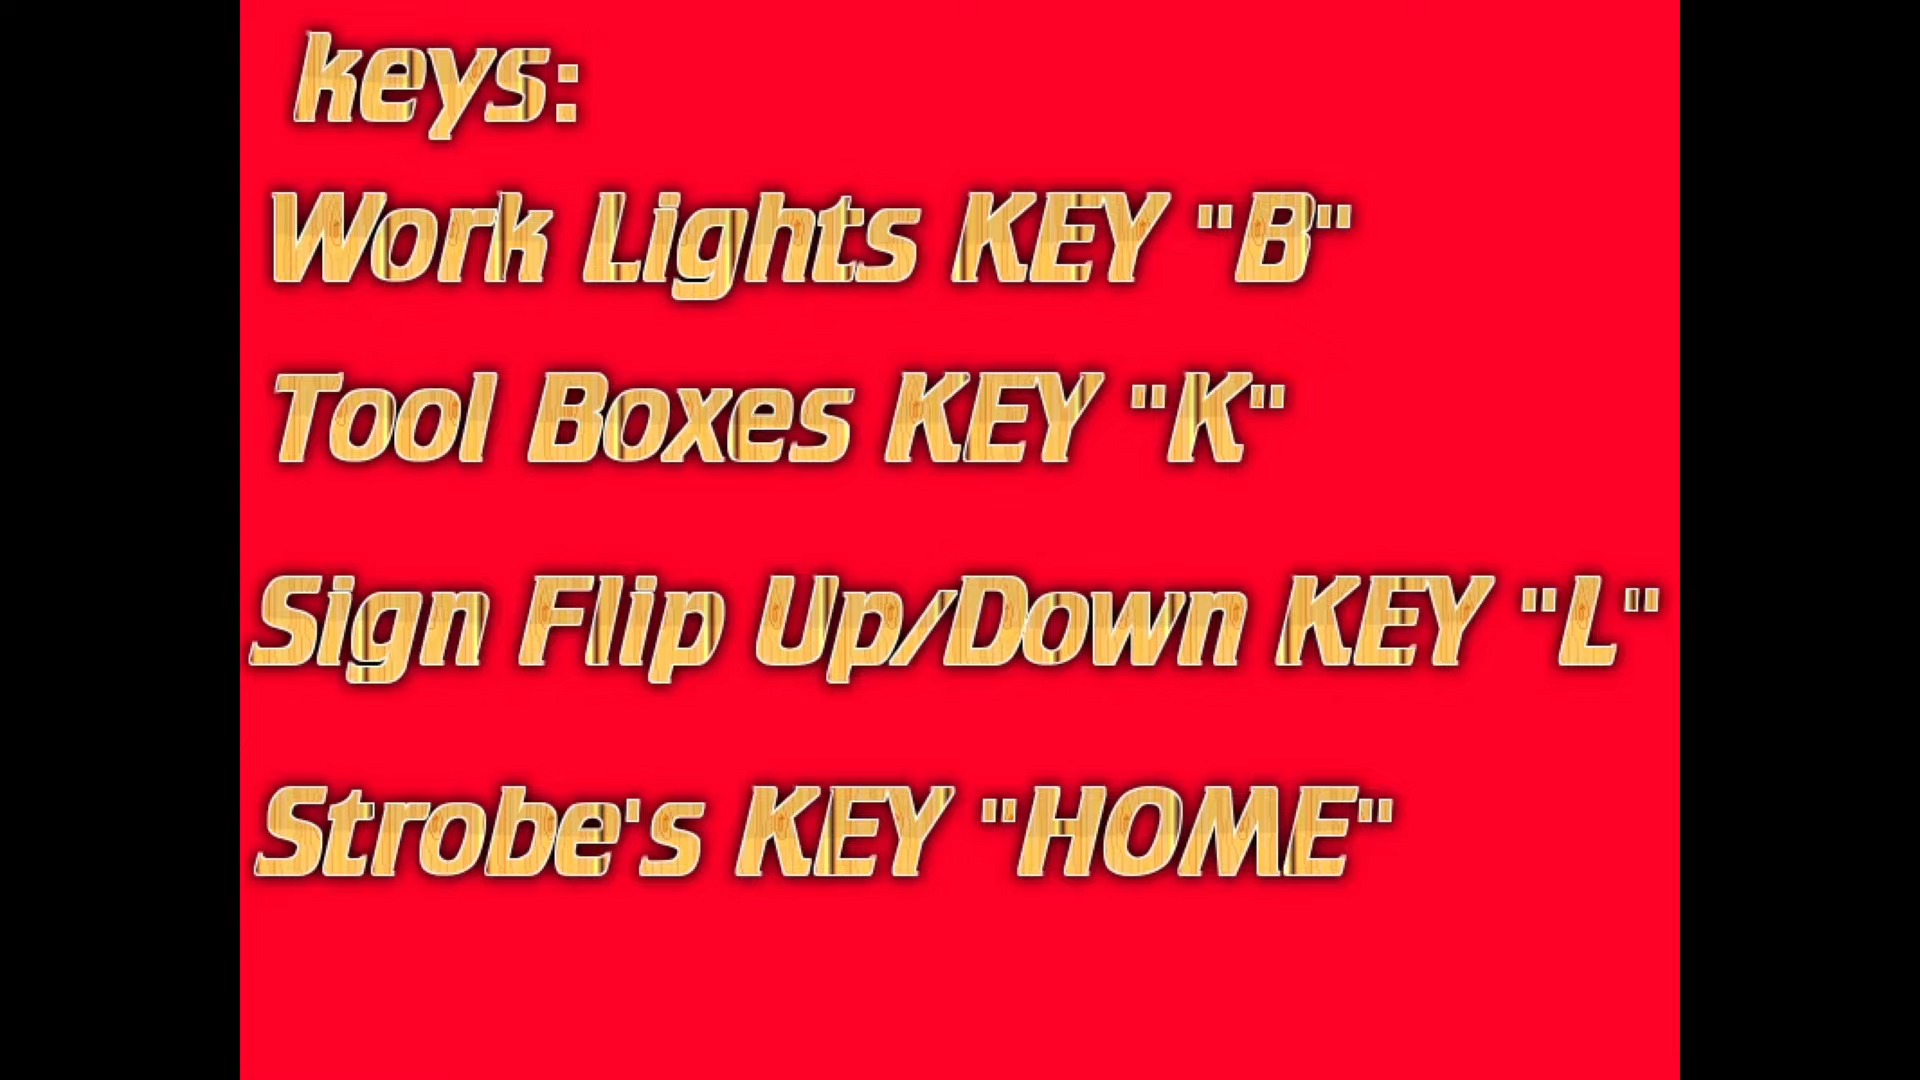 keys:
Work Lights KEY "B"
Tool Boxes KEY "K"
Sign Flip Up/Down KEY "L"
Strobe's KEY "HOME"